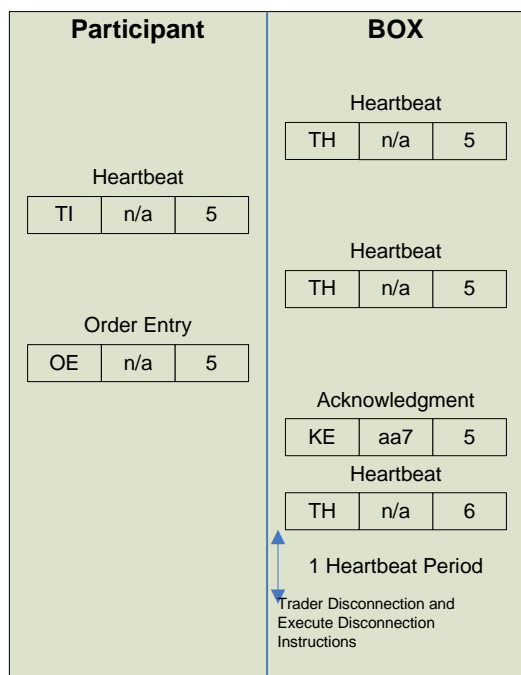 Participant
BOX
Heartbeat
TH n/a 5
Heartbeat
TI n/a 5
Heartbeat
TH n/a 5
Order Entry
OE n/a 5
Acknowledgment
KE aa7 5
Heartbeat
TH n/a 6
1 Heartbeat Period
Trader Disconnection and
Execute Disconnection
Instructions